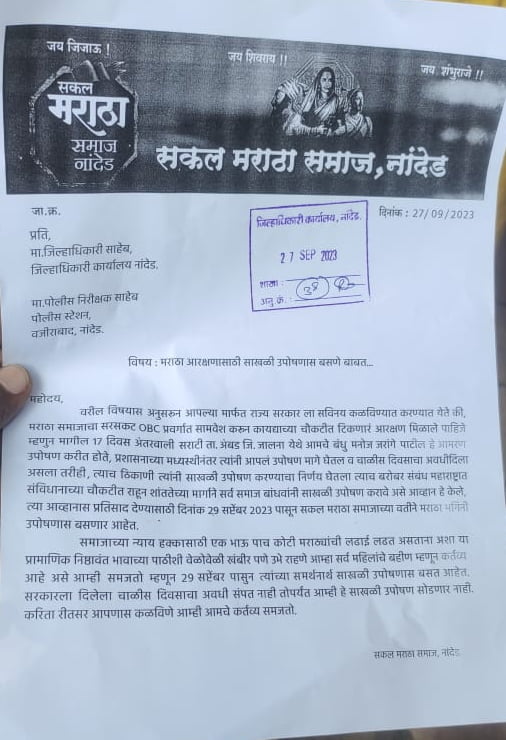 जय जिजाऊ !
जय शिवराय !!
जय शंभुराजे !!
सकल
मराठा
समाज
नांदेड
सकल मराठा समाज, नांदेड
जा.क्र.
दिनांक : 27/09/2023
जिल्हाधिकारी कार्यालय, नांदेड.
27 SEP 2023
शाखा :
अनु क्र. :
प्रति,
मा.जिल्हाधिकारी साहेब,
जिल्हाधिकारी कार्यालय नांदेड.
मा.पोलीस निरीक्षक साहेब
पोलीस स्टेशन,
वजीराबाद, नांदेड.
विषय : मराठा आरक्षणासाठी साखळी उपोषणास बसणे बाबत...
महोदय,
वरील विषयास अनुसरून आपल्या मार्फत राज्य सरकार ला सविनय कळविण्यात करण्यात येते की,
मराठा समाजाचा सरसकट OBC प्रवर्गात सामवेश करून कायद्याच्या चौकटीत टिकणारं आरक्षण मिळाले पाहिजे
म्हणुन मागील 17 दिवस अंतरवाली सराटी ता. अंबड जि. जालना येथे आमचे बंधु मनोज जरांगे पाटील हे आमरण
उपोषण करीत होते, प्रशासनाच्या मध्यस्थीनंतर त्यांनी आपलं उपोषण मागे घेतल व चाळीस दिवसाचा अवधीदिला
असला तरीही, त्याच ठिकाणी त्यांनी साखळी उपोषण करण्याचा निर्णय घेतला त्याच बरोबर संबंध महाराष्ट्रात
संविधानाच्या चौकटीत राहून शांततेच्या मार्गाने सर्व समाज बांधवांनी साखळी उपोषण करावे असे आव्हान हे केले,
त्या आव्हानास प्रतिसाद देण्यासाठी दिनांक 29 सप्टेंबर 2023 पासून सकल मराठा समाजाच्या वतीने मराठा भगिनी
उपोषणास बसणार आहेत.
समाजाच्या न्याय हक्कासाठी एक भाऊ पाच कोटी मराठ्यांची लढाई लढत असताना अशा या
प्रामाणिक निष्ठावंत भावाच्या पाठीशी वेळोवेळी खंबीर पणे उभे राहणे आम्हा सर्व महिलांचे बहीण म्हणून कर्तव्य
आहे असे आम्ही समजतो म्हणून 29 सप्टेंबर पासुन त्यांच्या समर्थनार्थ साखळी उपोषणास बसत आहेत.
सरकारला दिलेला चाळीस दिवसाचा अवधी संपत नाही तोपर्यंत आम्ही हे साखळी उपोषण सोडणार नाही.
करिता रीतसर आपणास कळविणे आम्ही आमचे कर्तव्य समजतो.
सकल मराठा समाज, नांदेड